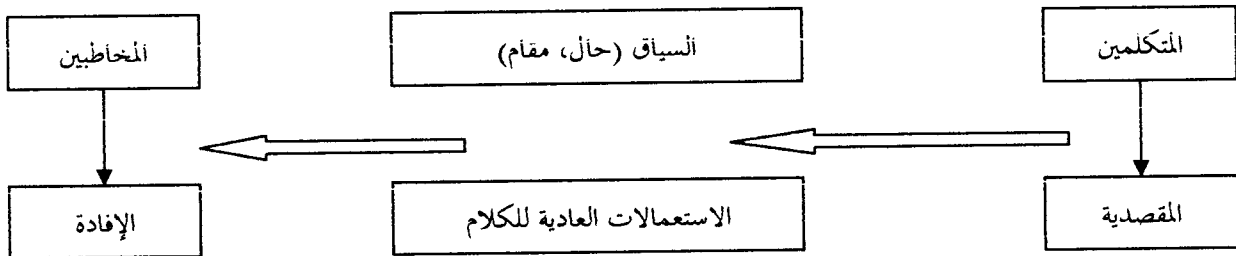 المتكلمين
السياق (حال، مقام)
المخاطبين
المقصدية
الاستعمالات العادية للكلام
الإفادة